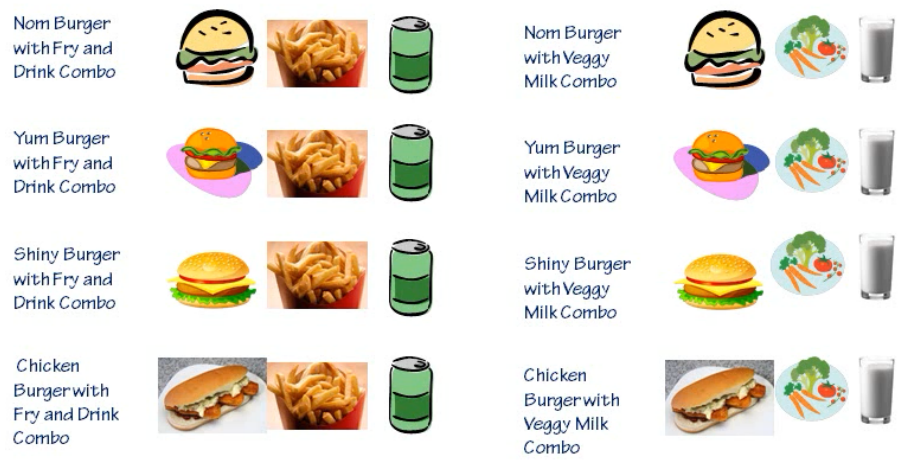 Nom Burger
with Fry and
Drink Combo
Nom Burger
with Veggy
Milk Combo
Yum Burger
with Fry and
Drink Combo
Yum Burger
with Veggy
Milk Combo
Shiny Burger
with Fry and
Drink Combo
Shiny Burger
with Veggy
Milk Combo
Chicken
Burger with
Fry and Drink
Combo
Chicken
Burger with
Veggy Milk
Combo